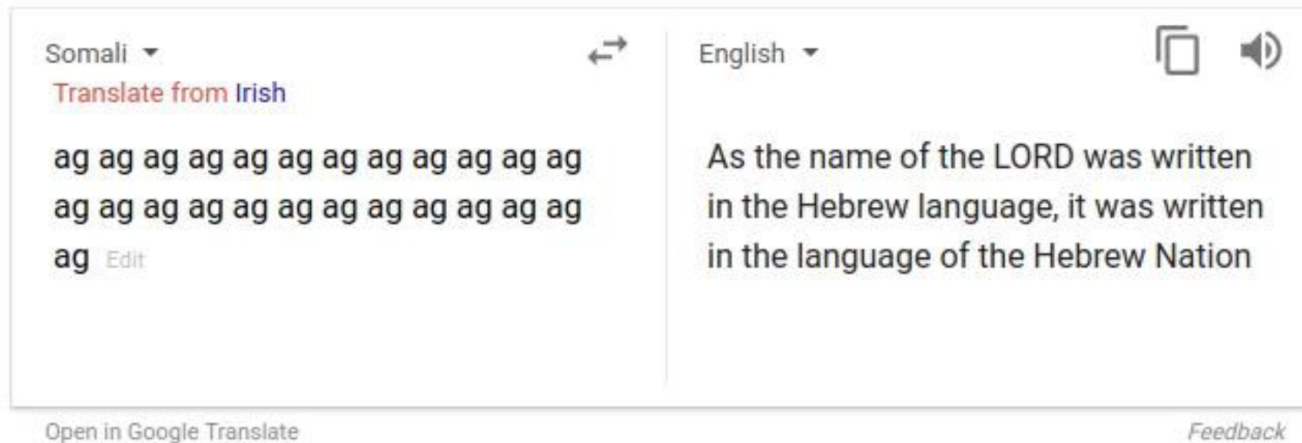 Somali
English
Translate from Irish
ag ag ag ag ag ag ag ag ag ag ag ag
ag ag ag ag ag ag ag ag ag ag ag ag
ag Edit
As the name of the LORD was written
in the Hebrew language, it was written
in the language of the Hebrew Nation
Open in Google Translate
Feedback